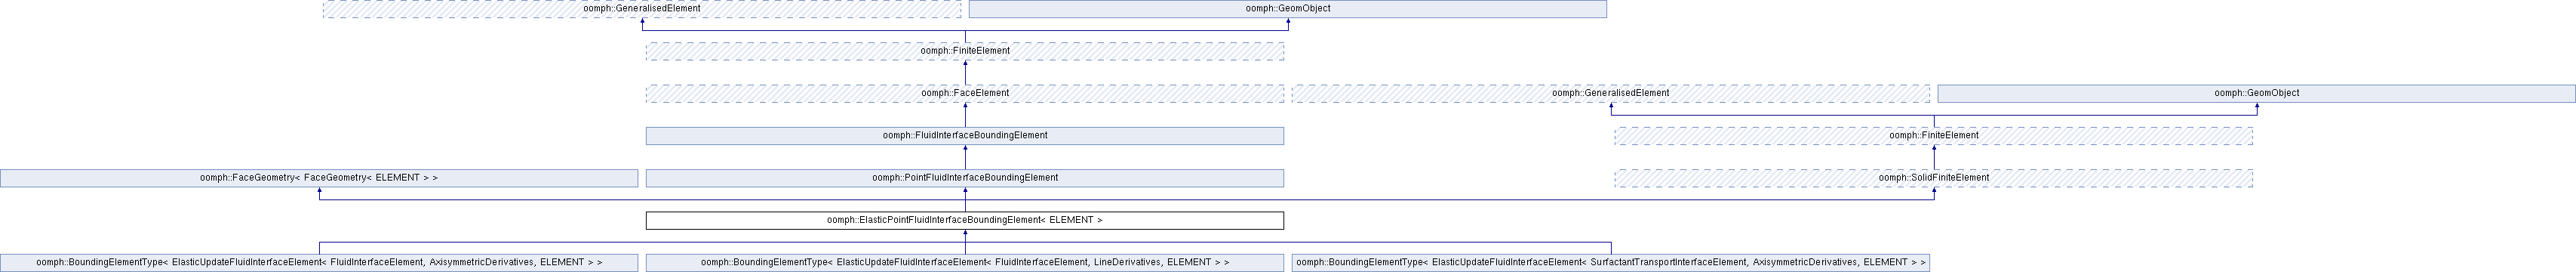 oomph::GeneralisedElement
oomph::GeomObject
oomph::FiniteElement
oomph::FaceElement
oomph::GeneralisedElement
oomph::GeomObject
oomph::FluidInterfaceBoundingElement
oomph::FiniteElement
oomph::FaceGeometry< FaceGeometry< ELEMENT > >
oomph::PointFluidInterfaceBoundingElement
oomph::SolidFiniteElement
oomph::ElasticPointFluidInterfaceBoundingElement< ELEMENT >
oomph::BoundingElementType< ElasticUpdateFluidInterfaceElement< FluidInterfaceElement, AxisymmetricDerivatives, ELEMENT > >
oomph::BoundingElementType< ElasticUpdateFluidInterfaceElement< FluidInterfaceElement, LineDerivatives, ELEMENT > >
oomph::BoundingElementType< ElasticUpdateFluidInterfaceElement< SurfactantTransportInterfaceElement, AxisymmetricDerivatives, ELEMENT > >